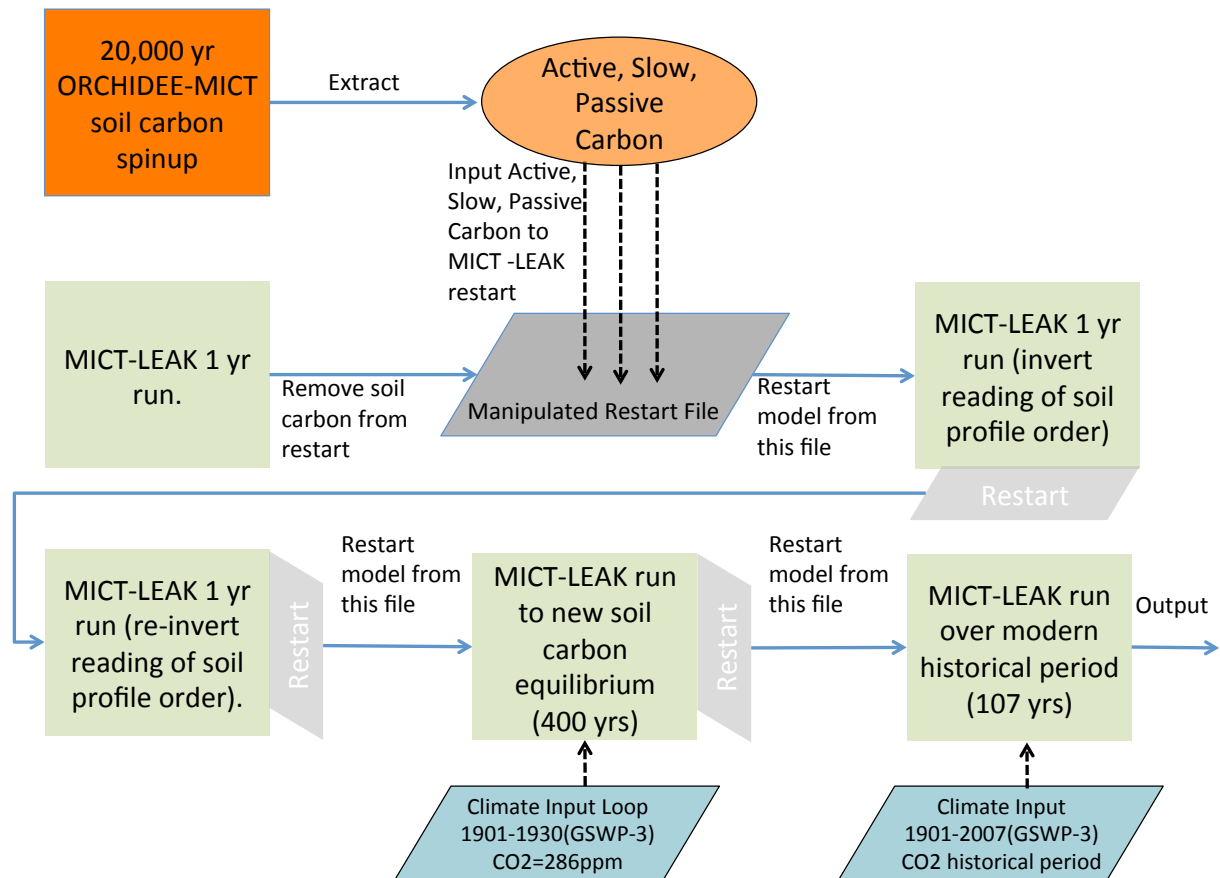 20,000 yr
ORCHIDEE-MICT
soil carbon
spinup
Extract
Active, Slow,
Passive
Carbon
Input Active,
Slow, Passive
Carbon to
MICT -LEAK
restart
MICT-LEAK 1 yr
run.
Remove soil
carbon from
restart
Manipulated Restart File
Restart
model from
this file
MICT-LEAK 1 yr
run (invert
reading of soil
profile order)
Restart
MICT-LEAK 1 yr
run (re-invert
reading of soil
profile order).
Restart
Restart
model from
this file
MICT-LEAK run
to new soil
carbon
equilibrium
(400 yrs)
Restart
Restart
model from
this file
MICT-LEAK run
over modern
historical period
(107 yrs)
Output
Climate Input Loop
1901-1930(GSWP-3)
CO2=286ppm
Climate Input
1901-2007(GSWP-3)
CO2 historical period